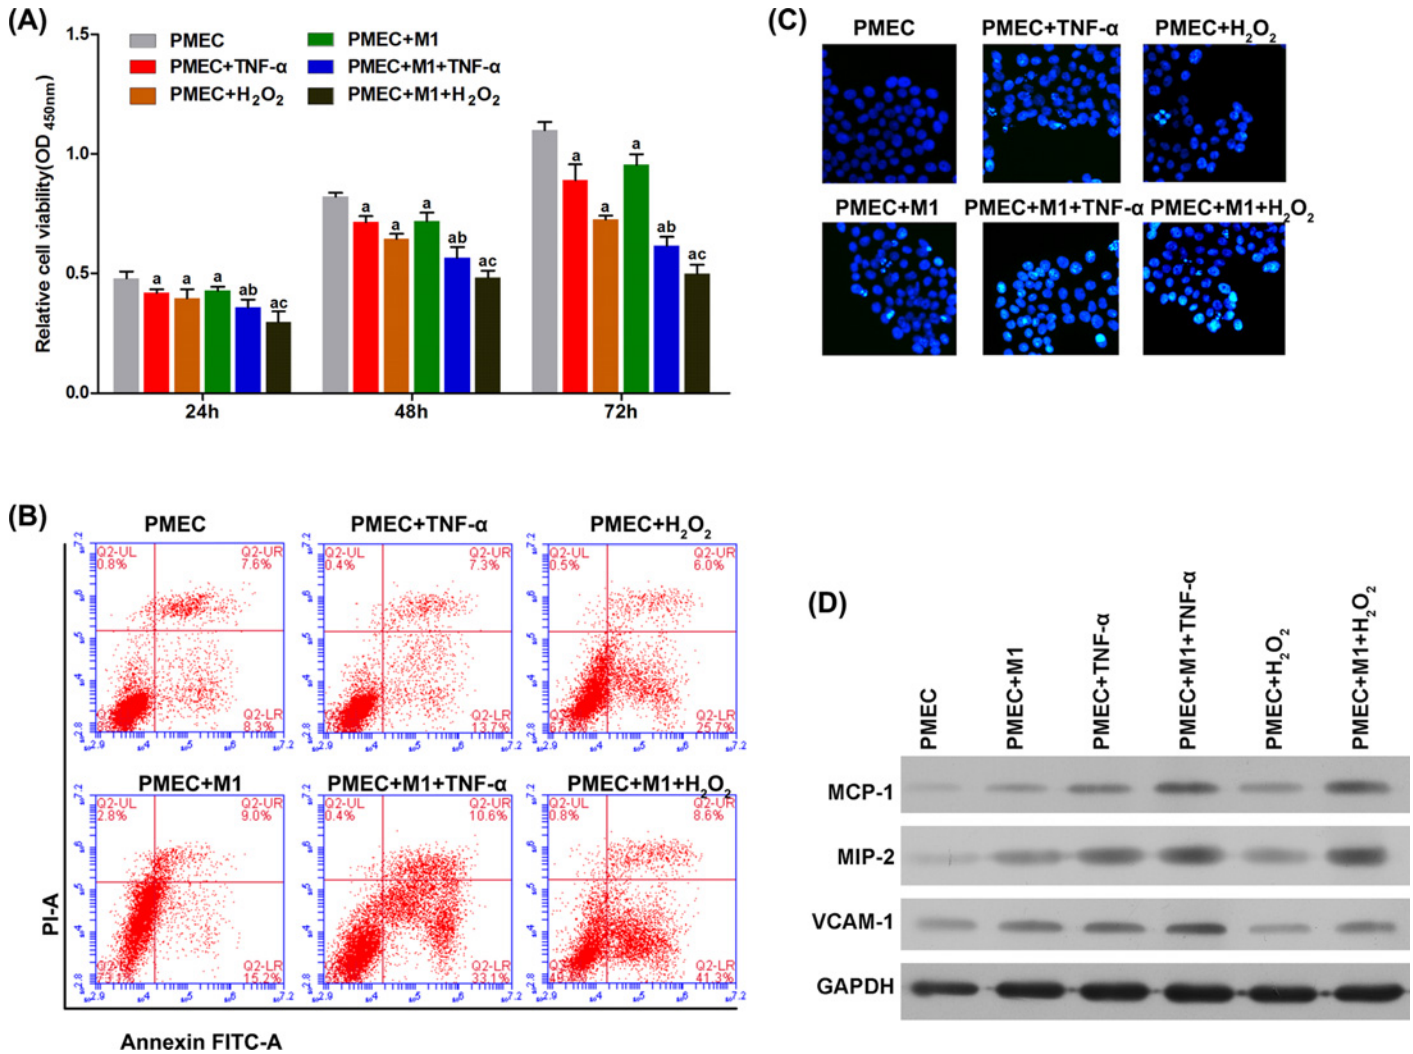 (A)
1.5
1.0
0.5
0.0
Relative cell viability(OD 450nm)
PMEC
PMEC+TNF-α
PMEC+H2O2
PMEC+M1
PMEC+M1+TNF-α
PMEC+M1+H2O2
a a a ab ac
a a a ab ac
a a a ab ac
24h 48h 72h
(C)
PMEC PMEC+TNF-α PMEC+H2O2
PMEC+M1 PMEC+M1+TNF-α PMEC+M1+H2O2
(B)
PMEC PMEC+TNF-α PMEC+H2O2
Q2-UL Q2-UR Q2-UL Q2-UR Q2-UL Q2-UR
0.8% 7.6% 0.4% 7.3% 0.5% 6.0%
Q2-LR Q2-LR Q2-LR
8.3% 13.7% 25.7%
PMEC+M1 PMEC+M1+TNF-α PMEC+M1+H2O2
Q2-UL Q2-UR Q2-UL Q2-UR Q2-UL Q2-UR
2.8% 9.0% 0.4% 10.6% 0.8% 8.6%
Q2-LR Q2-LR Q2-LR
15.2% 33.1% 41.3%
PI-A
Annexin FITC-A
(D)
PMEC
PMEC+M1
PMEC+TNF-α
PMEC+M1+TNF-α
PMEC+H2O2
PMEC+M1+H2O2
MCP-1
MIP-2
VCAM-1
GAPDH